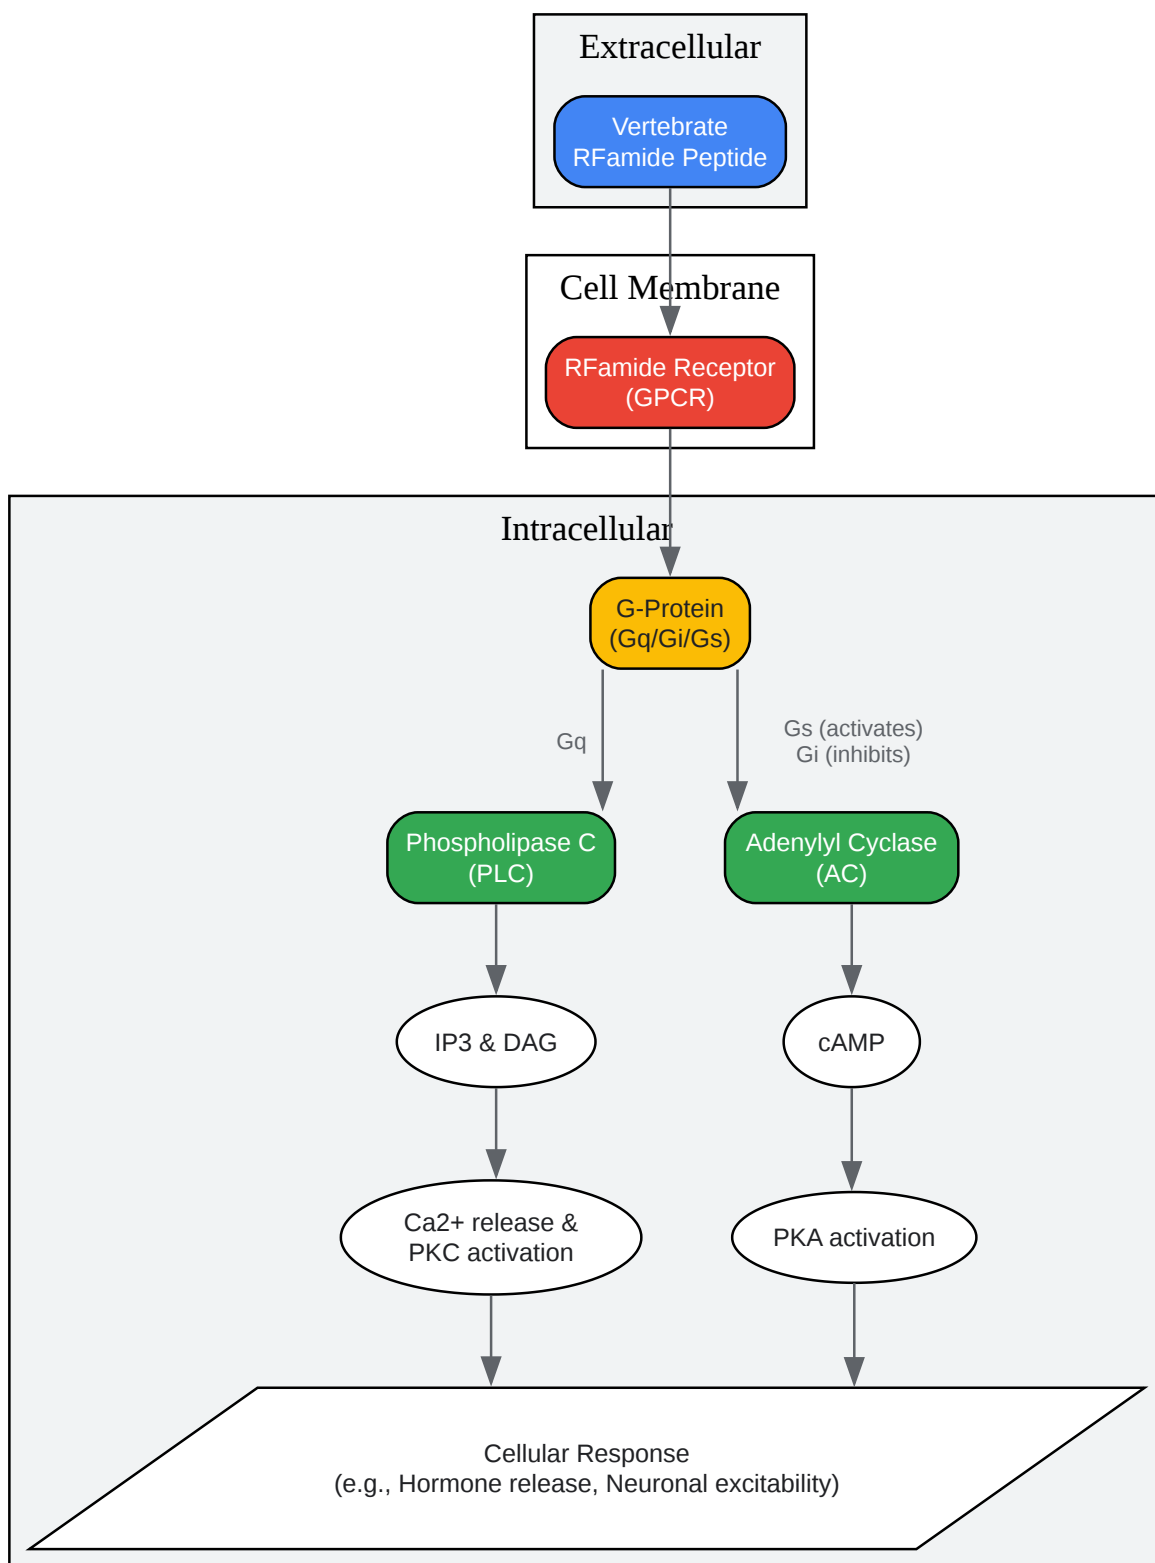 Extracellular
Vertebrate
RFamide Peptide
Cell Membrane
RFamide Receptor
(GPCR)
Intracellular
G-Protein
(Gq/Gi/Gs)
Gq
Gs (activates)
Gi (inhibits)
Phospholipase C
(PLC)
Adenylyl Cyclase
(AC)
IP3 & DAG
cAMP
Ca2+ release &
PKC activation
PKA activation
Cellular Response
(e.g., Hormone release, Neuronal excitability)